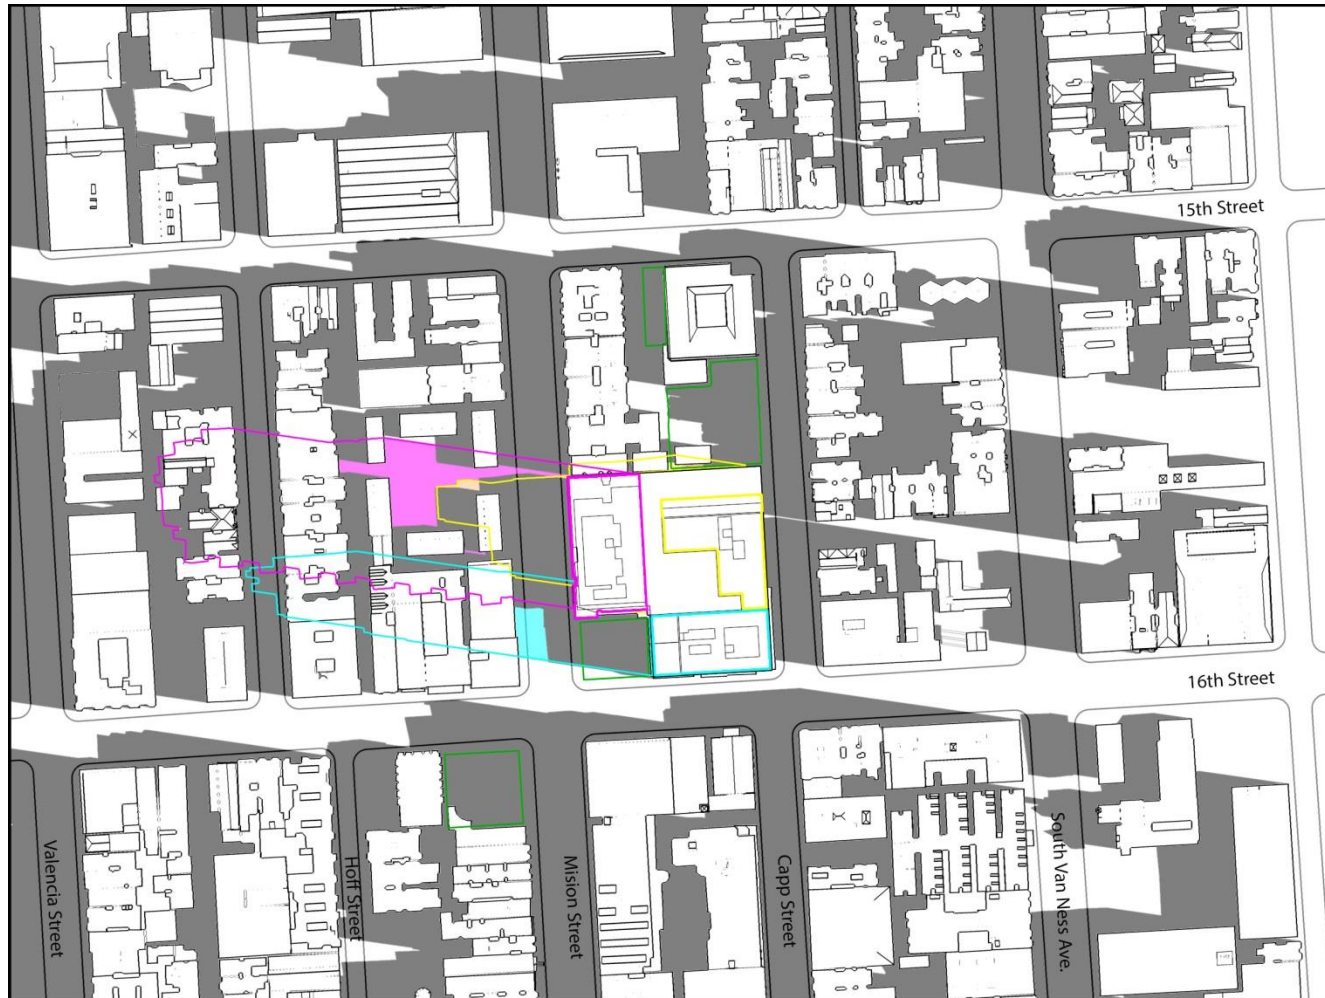 15th Street
16th Street
Valencia Street
Hoff Street
Mision Street
Capp Street
South Van Ness Ave.